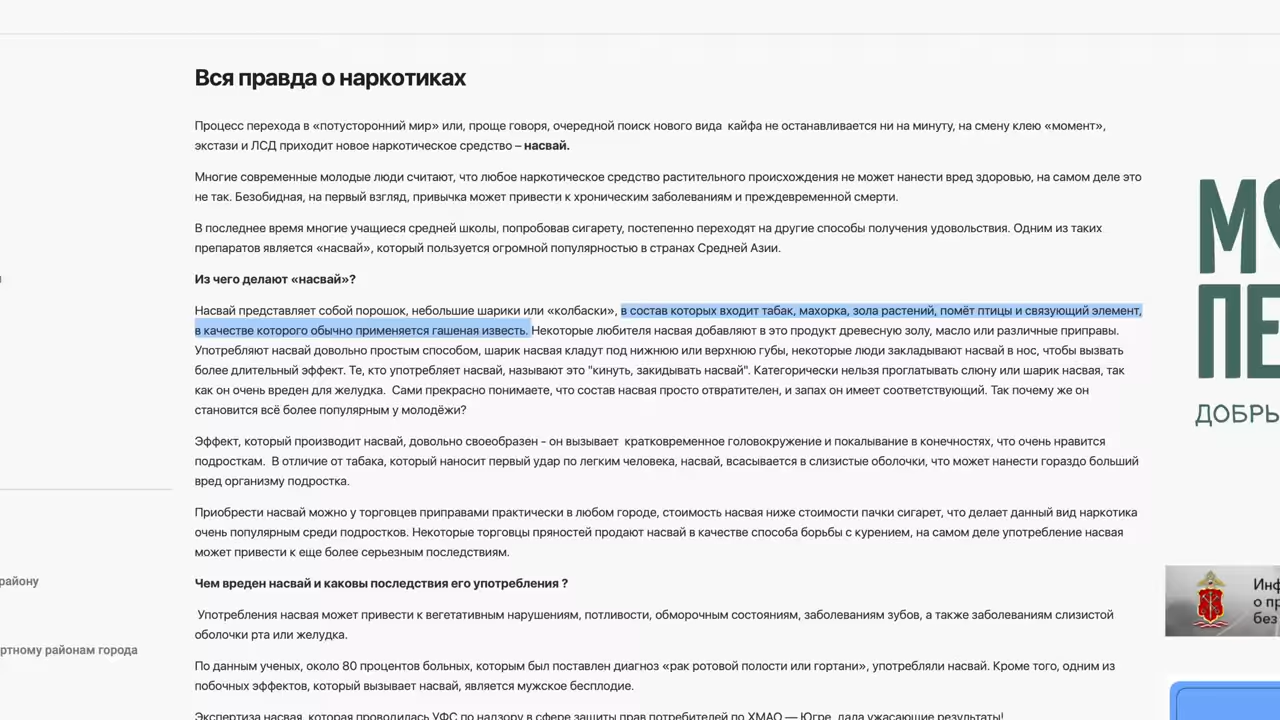 Вся правда о наркотиках
Процесс перехода в «потусторонний мир» или, проще говоря, очередной поиск нового вида кайфа не останавливается ни на минуту, на смену клею «момент»,
экстази и ЛСД приходит новое наркотическое средство – насвай.
Многие современные молодые люди считают, что любое наркотическое средство растительного происхождения не может нанести вред здоровью, на самом деле это
не так. Безобидная, на первый взгляд, привычка может привести к хроническим заболеваниям и преждевременной смерти.
В последнее время многие учащиеся средней школы, попробовав сигарету, постепенно переходят на другие способы получения удовольствия. Одним из таких
препаратов является «насвай», который пользуется огромной популярностью в странах Средней Азии.
Из чего делают «насвай»?
Насвай представляет собой порошок, небольшие шарики или «колбаски», в состав которых входит табак, махорка, зола растений, помёт птицы и связующий элемент,
в качестве которого обычно применяется гашеная известь. Некоторые любителя насвая добавляют в это продукт древесную золу, масло или различные приправы.
Употребляют насвай довольно простым способом, шарик насвая кладут под нижнюю или верхнюю губы, некоторые люди закладывают насвай в нос, чтобы вызвать
более длительный эффект. Те, кто употребляет насвай, называют это "кинуть, закидывать насвай". Категорически нельзя проглатывать слюну или шарик насвая, так
как он очень вреден для желудка. Сами прекрасно понимаете, что состав насвая просто отвратителен, и запах он имеет соответствующий. Так почему же он
становится всё более популярным у молодёжи?
Эффект, который производит насвай, довольно своеобразен - он вызывает кратковременное головокружение и покалывание в конечностях, что очень нравится
подросткам. В отличие от табака, который наносит первый удар по легким человека, насвай, всасывается в слизистые оболочки, что может нанести гораздо больший
вред организму подростка.
Приобрести насвай можно у торговцев приправами практически в любом городе, стоимость насвая ниже стоимости пачки сигарет, что делает данный вид наркотика
очень популярным среди подростков. Некоторые торговцы пряностей продают насвай в качестве способа борьбы с курением, на самом деле употребление насвая
может привести к еще более серьезным последствиям.
Чем вреден насвай и каковы последствия его употребления ?
Употребления насвая может привести к вегетативным нарушениям, потливости, обморочным состояниям, заболеваниям зубов, а также заболеваниям слизистой
оболочки рта или желудка.
По данным ученых, около 80 процентов больных, которым был поставлен диагноз «рак ротовой полости или гортани», употребляли насвай. Кроме того, одним из
побочных эффектов, который вызывает насвай, является мужское бесплодие.
Экспертиза насвая, которая проводилась УФС по надзору в сфере защиты прав потребителей по ХМАО — Югре, дала ужасающие результаты!
району
ртному районам города
ПЕ
ДОБРЫ
Инф
о пр
без